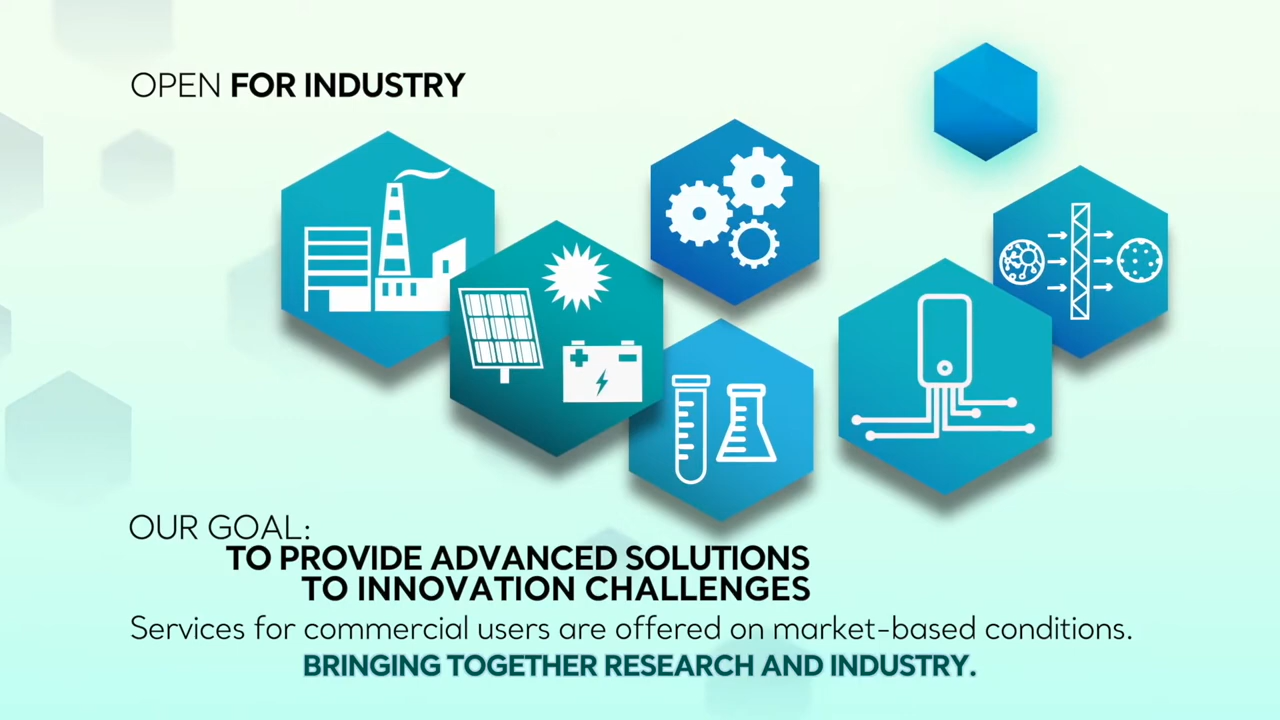 OPEN FOR INDUSTRY
OUR GOAL:
TO PROVIDE ADVANCED SOLUTIONS
TO INNOVATION CHALLENGES
Services for commercial users are offered on market-based conditions.
BRINGING TOGETHER RESEARCH AND INDUSTRY.